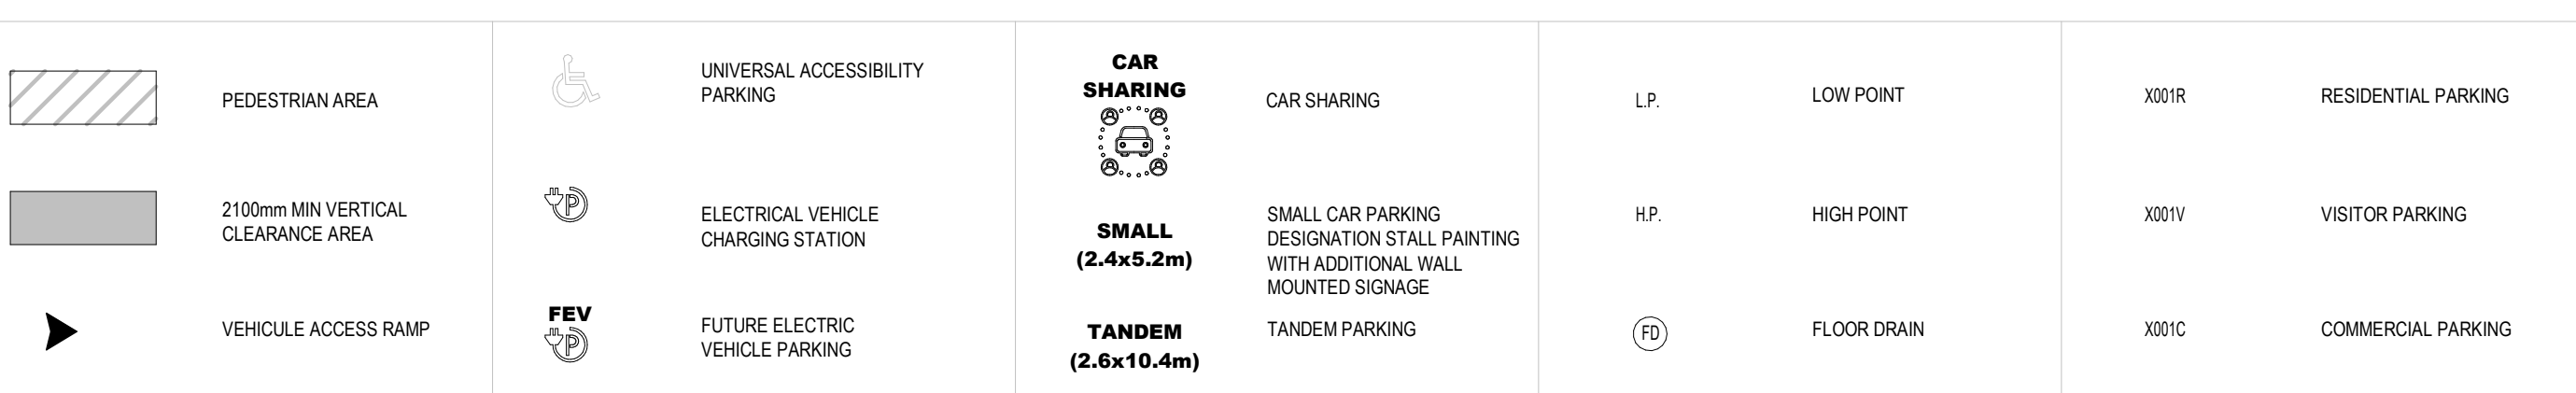 PEDESTRIAN AREA
2100mm MIN VERTICAL
CLEARANCE AREA
VEHICULE ACCESS RAMP
UNIVERSAL ACCESSIBILITY
PARKING
P
ELECTRICAL VEHICLE
CHARGING STATION
FEV
P
FUTURE ELECTRIC
VEHICLE PARKING
CAR
SHARING
CAR SHARING
SMALL
(2.4x5.2m)
SMALL CAR PARKING
DESIGNATION STALL PAINTING
WITH ADDITIONAL WALL
MOUNTED SIGNAGE
TANDEM
(2.6x10.4m)
TANDEM PARKING
L.P.
LOW POINT
H.P.
HIGH POINT
FD
FLOOR DRAIN
X001R
RESIDENTIAL PARKING
X001V
VISITOR PARKING
X001C
COMMERCIAL PARKING